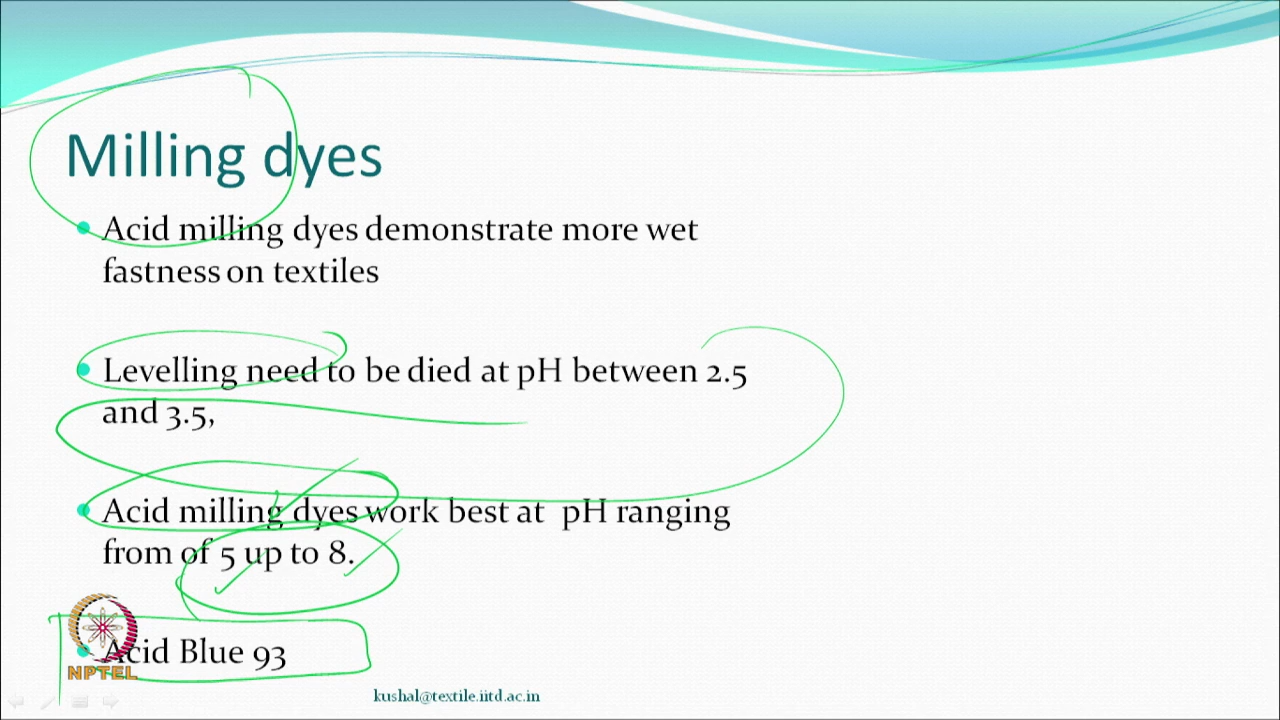 Milling dyes
Acid milling dyes demonstrate more wet
fastness on textiles
Levelling need to be died at pH between 2.5
and 3.5,
Acid milling dyes work best at pH ranging
from of 5 up to 8.
Acid Blue 93
NPTEL
kushal@textile.iitd.ac.in